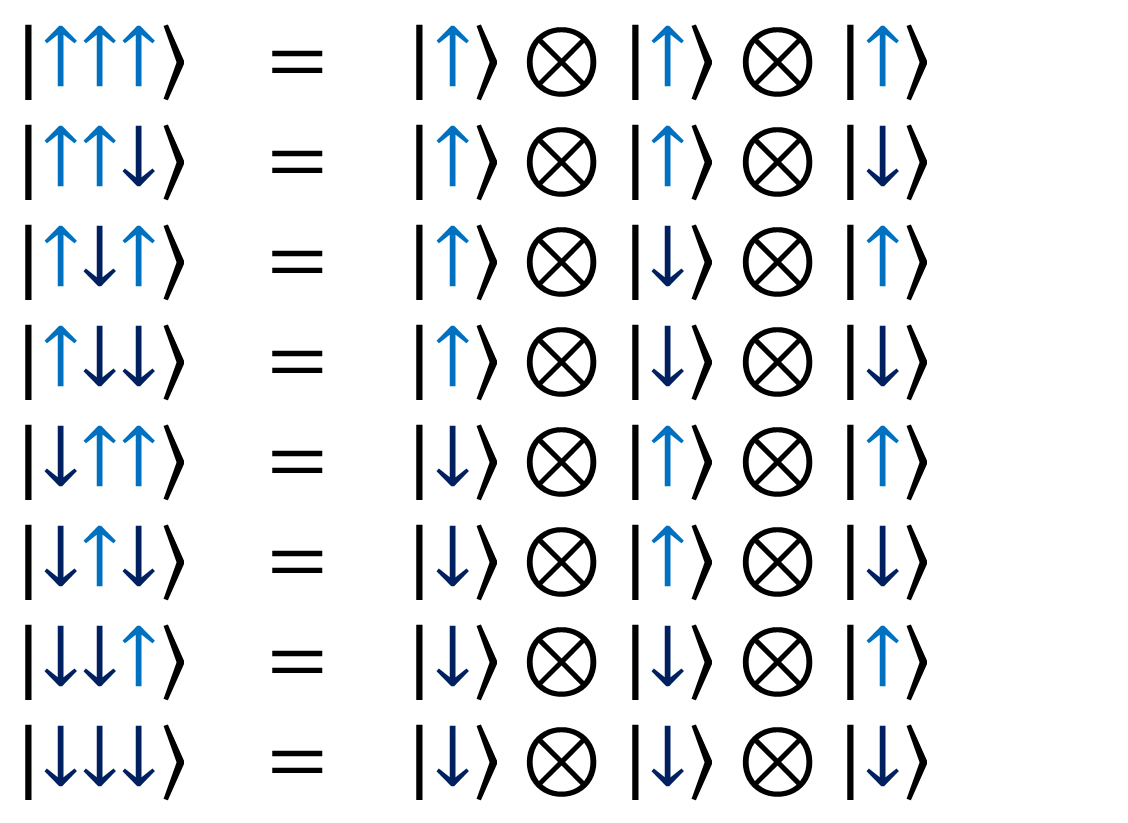 |↑↑↑⟩ = |↑⟩ ⊗ |↑⟩ ⊗ |↑⟩
|↑↑↓⟩ = |↑⟩ ⊗ |↑⟩ ⊗ |↓⟩
|↑↓↑⟩ = |↑⟩ ⊗ |↓⟩ ⊗ |↑⟩
|↑↓↓⟩ = |↑⟩ ⊗ |↓⟩ ⊗ |↓⟩
|↓↑↑⟩ = |↓⟩ ⊗ |↑⟩ ⊗ |↑⟩
|↓↑↓⟩ = |↓⟩ ⊗ |↑⟩ ⊗ |↓⟩
|↓↓↑⟩ = |↓⟩ ⊗ |↓⟩ ⊗ |↑⟩
|↓↓↓⟩ = |↓⟩ ⊗ |↓⟩ ⊗ |↓⟩